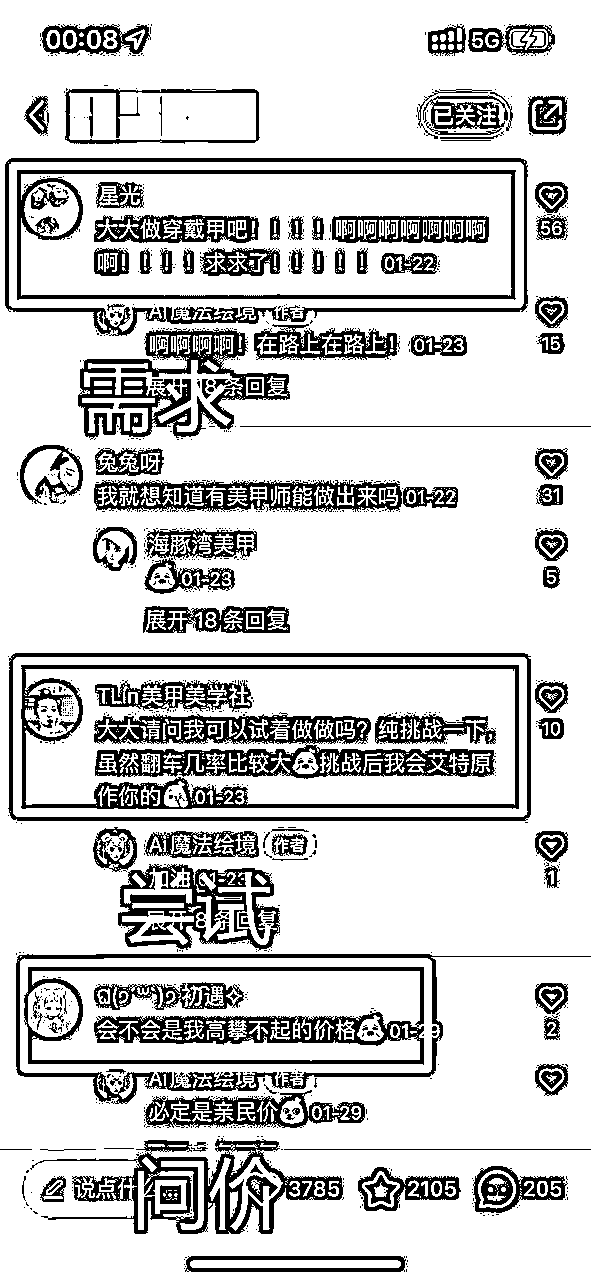 00:08 5G
已关注
星光
大大做穿戴甲吧！！！！啊啊啊啊啊啊啊 56
啊！！！！求求了！！！！！ 01-22
AI 魔法绘境 作者
啊啊啊啊！在路上在路上！ 01-23 15
展开 18 条回复
需求
兔兔呀
我就想知道有美甲师能做出来吗 01-22 31
海豚湾美甲
01-23 5
展开 18 条回复
TLin美甲美学社
大大请问我可以试着做做吗？纯挑战一下， 10
虽然翻车几率比较大挑战后我会艾特原
作你的 01-23
AI 魔法绘境 作者
加油 01-23 1
展开 8 条回复
尝试
初遇✧
会不会是我高攀不起的价格 01-29 2
AI 魔法绘境 作者
必定是亲民价 01-29
问价
说点什么... 3785 2105 205